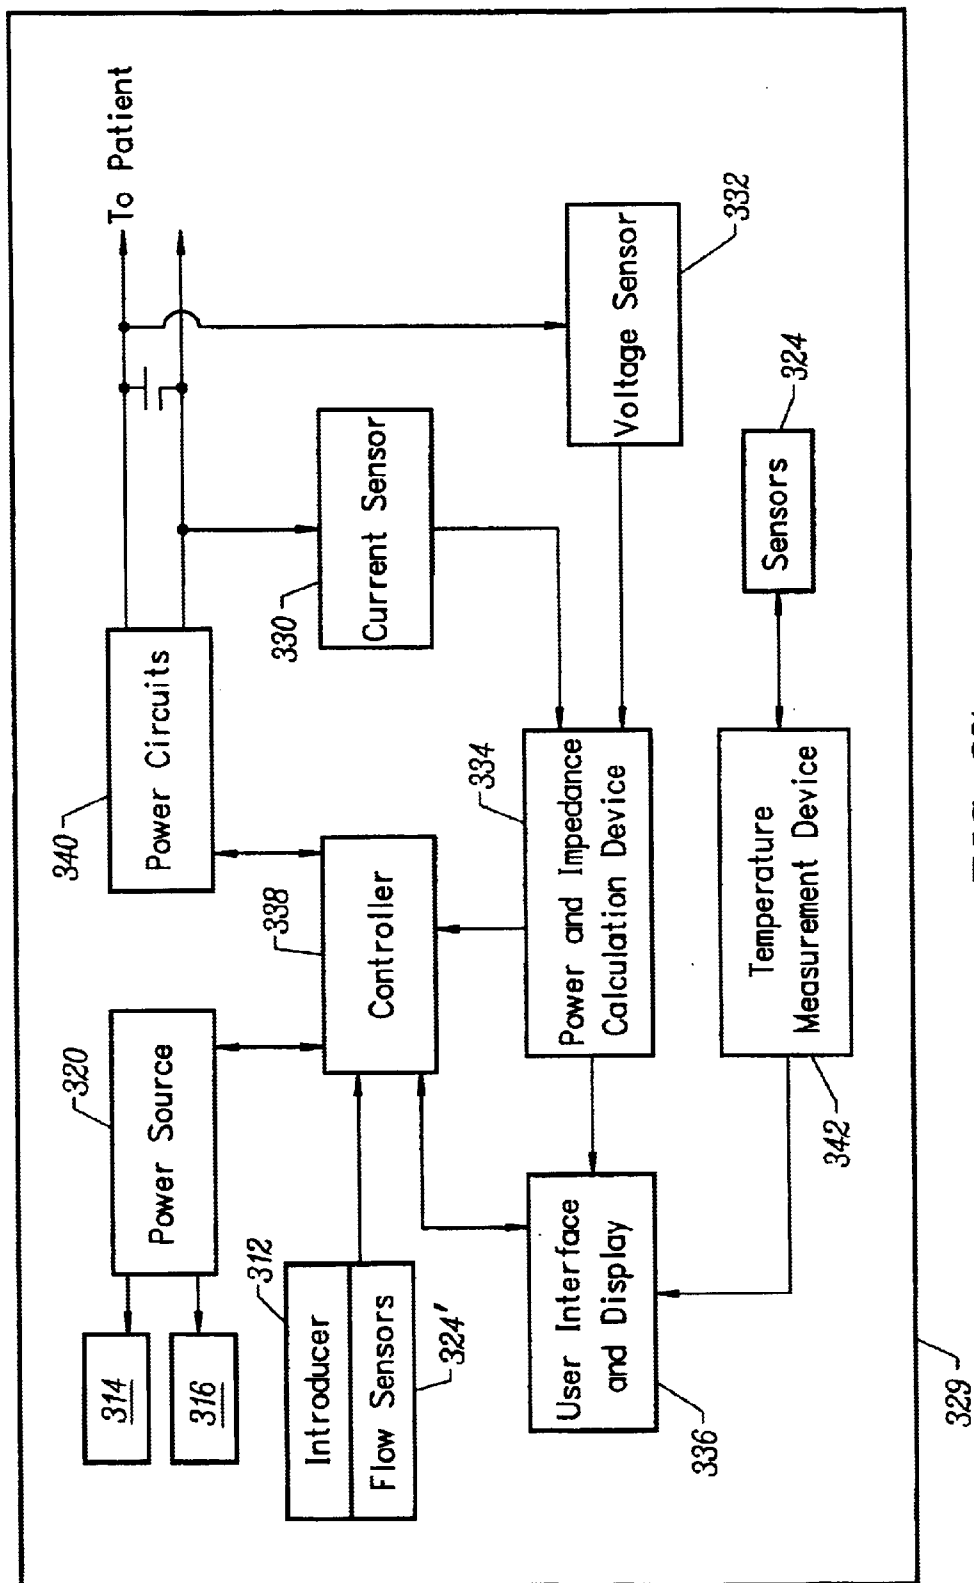 314
316
320
Power Source
340
Power Circuits
To Patient
312
Introducer
Flow Sensors
324'
338
Controller
330
Current Sensor
334
Power and Impedance
Calculation Device
Voltage Sensor
332
User Interface
and Display
336
Temperature
Measurement Device
342
Sensors
324
329